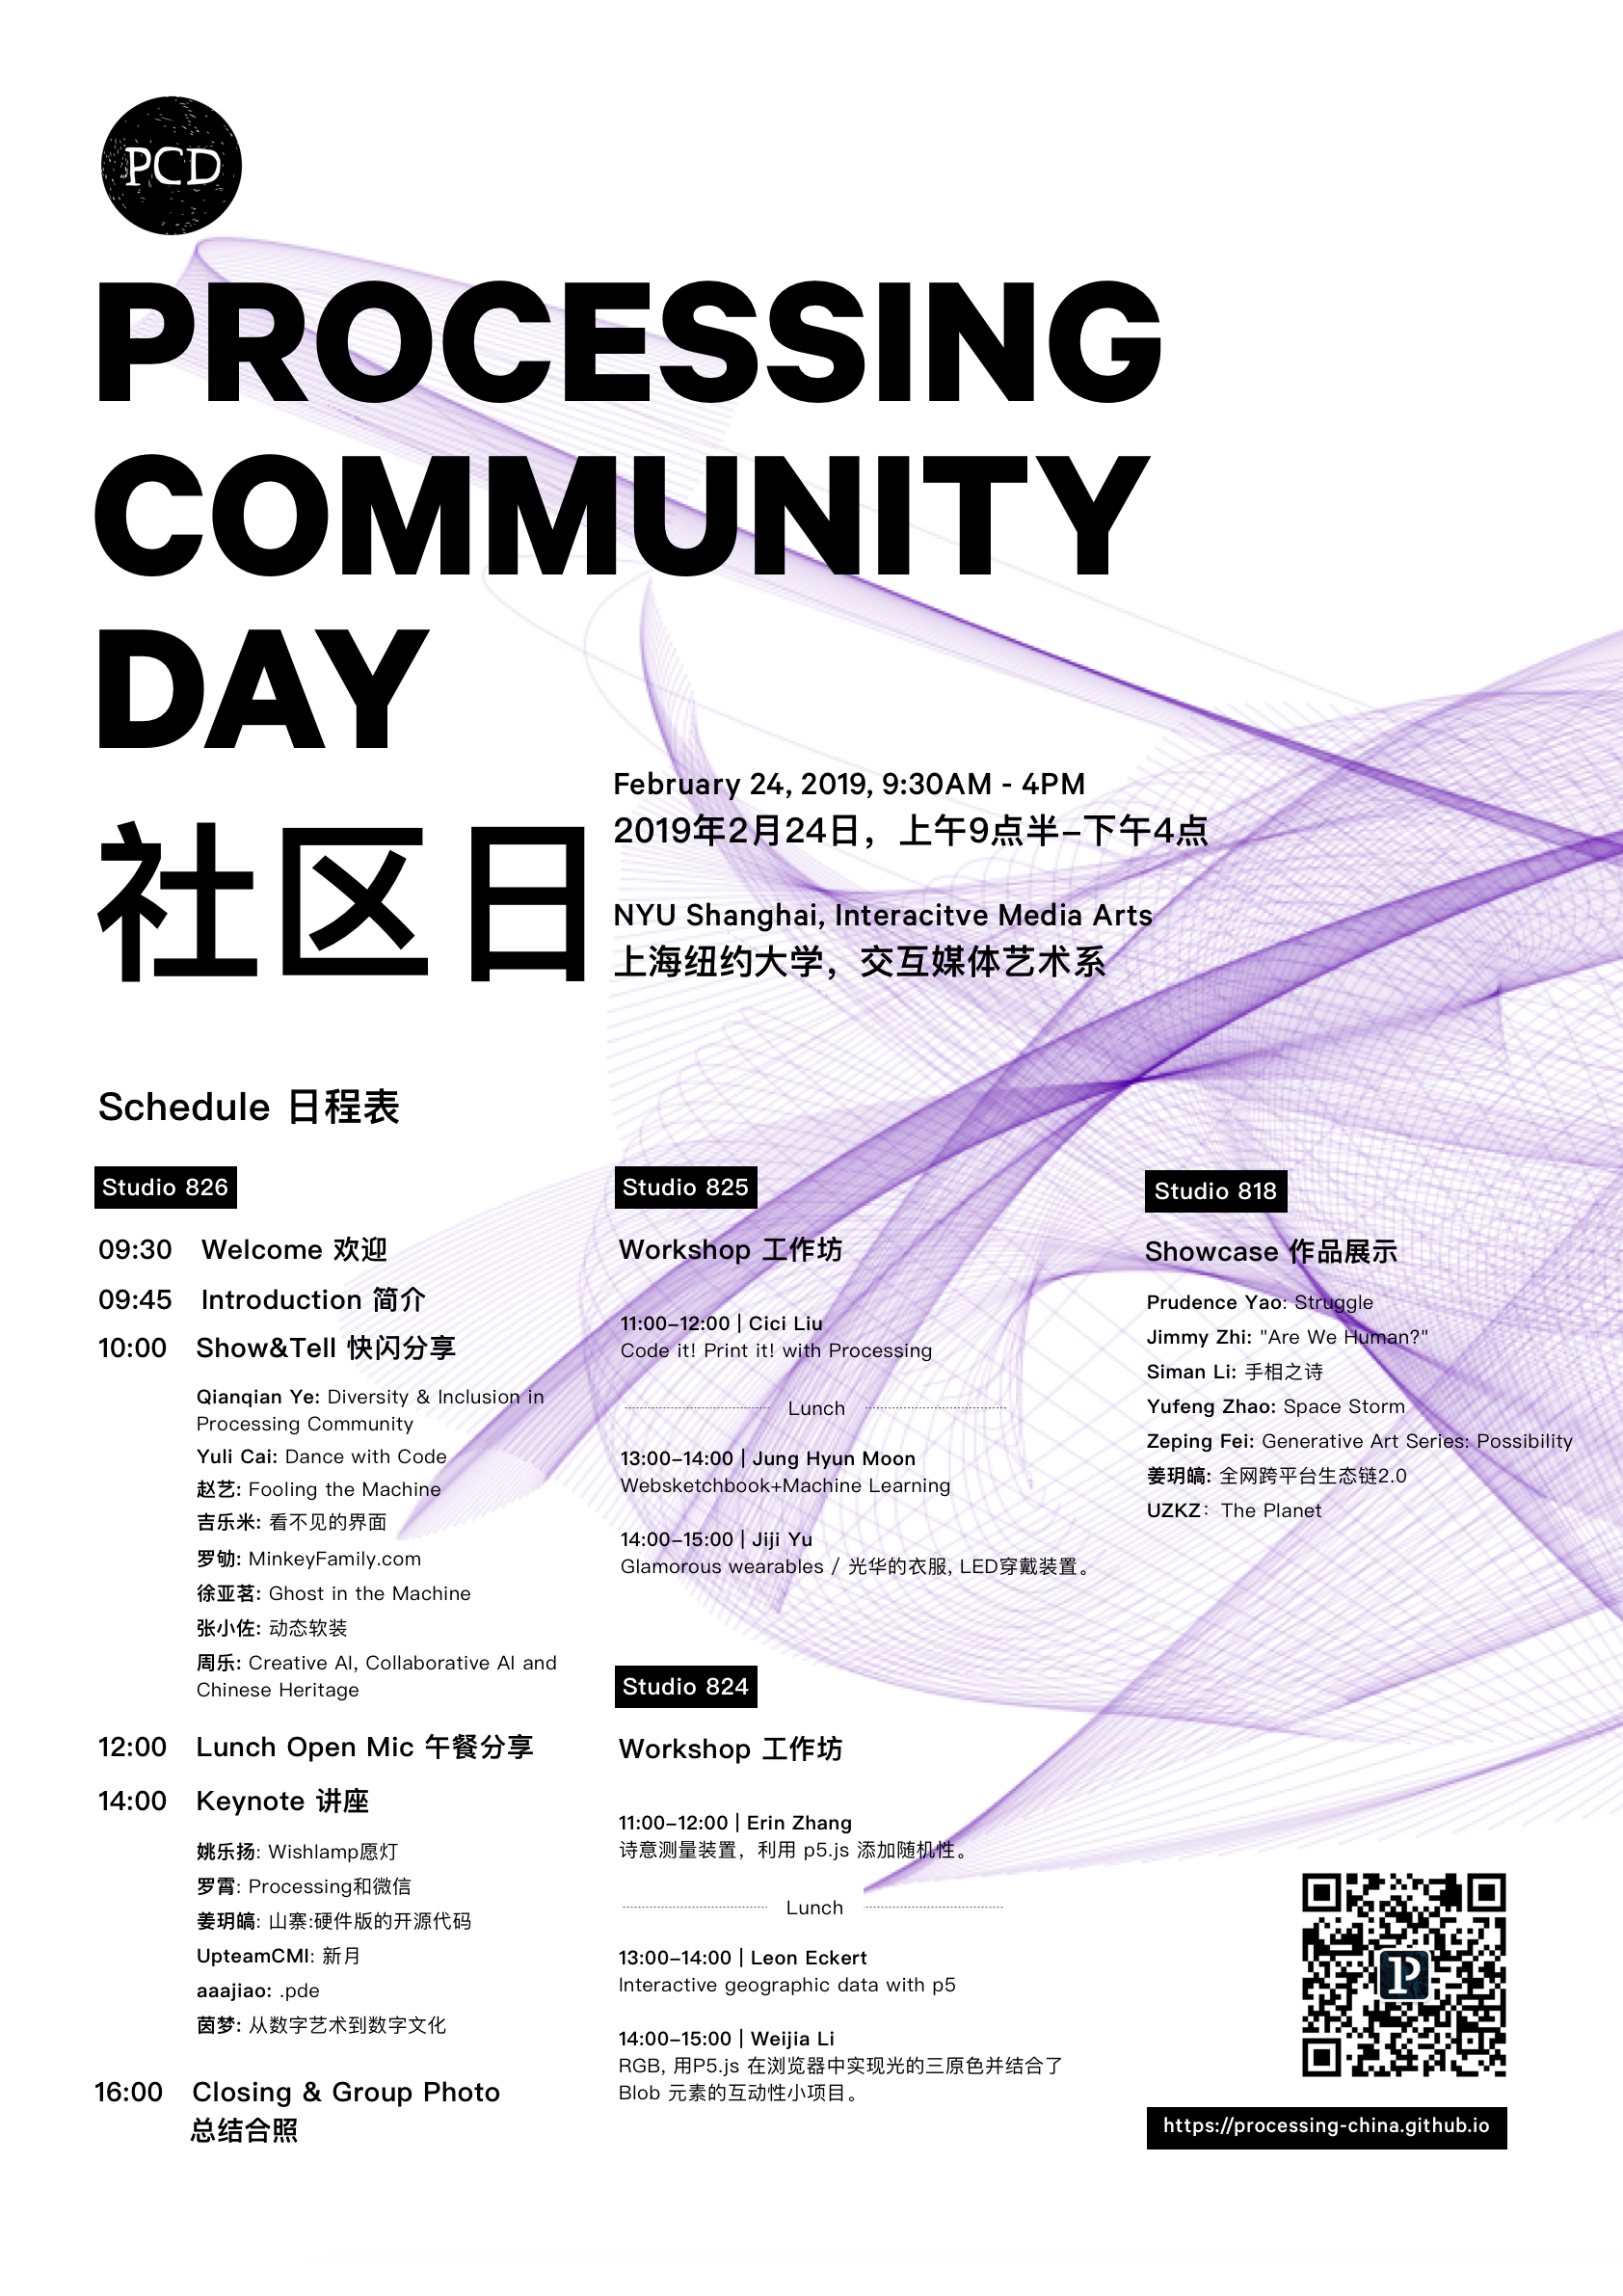 PCD
PROCESSING
COMMUNITY
DAY
社区日
February 24, 2019, 9:30AM - 4PM
2019年2月24日，上午9点半–下午4点
NYU Shanghai, Interacitve Media Arts
上海纽约大学，交互媒体艺术系
Schedule 日程表
Studio 826
09:30 Welcome 欢迎
09:45 Introduction 简介
10:00 Show&Tell 快闪分享
Qianqian Ye: Diversity & Inclusion in
Processing Community
Yuli Cai: Dance with Code
赵艺: Fooling the Machine
吉乐米: 看不见的界面
罗劬: MinkeyFamily.com
徐亚茗: Ghost in the Machine
张小佐: 动态软装
周乐: Creative AI, Collaborative AI and
Chinese Heritage
12:00 Lunch Open Mic 午餐分享
14:00 Keynote 讲座
姚乐扬: Wishlamp愿灯
罗霄: Processing和微信
姜玥皜: 山寨:硬件版的开源代码
UpteamCMI: 新月
aaajiao: .pde
茵梦: 从数字艺术到数字文化
16:00 Closing & Group Photo
总结合照
Studio 825
Workshop 工作坊
11:00–12:00 | Cici Liu
Code it! Print it! with Processing
Lunch
13:00–14:00 | Jung Hyun Moon
Websketchbook+Machine Learning
14:00–15:00 | Jiji Yu
Glamorous wearables / 光华的衣服, LED穿戴装置。
Studio 824
Workshop 工作坊
11:00–12:00 | Erin Zhang
诗意测量装置，利用 p5.js 添加随机性。
Lunch
13:00–14:00 | Leon Eckert
Interactive geographic data with p5
14:00–15:00 | Weijia Li
RGB, 用P5.js 在浏览器中实现光的三原色并结合了
Blob 元素的互动性小项目。
Studio 818
Showcase 作品展示
Prudence Yao: Struggle
Jimmy Zhi: "Are We Human?"
Siman Li: 手相之诗
Yufeng Zhao: Space Storm
Zeping Fei: Generative Art Series: Possibility
姜玥皜: 全网跨平台生态链2.0
UZKZ：The Planet
P
https://processing-china.github.io